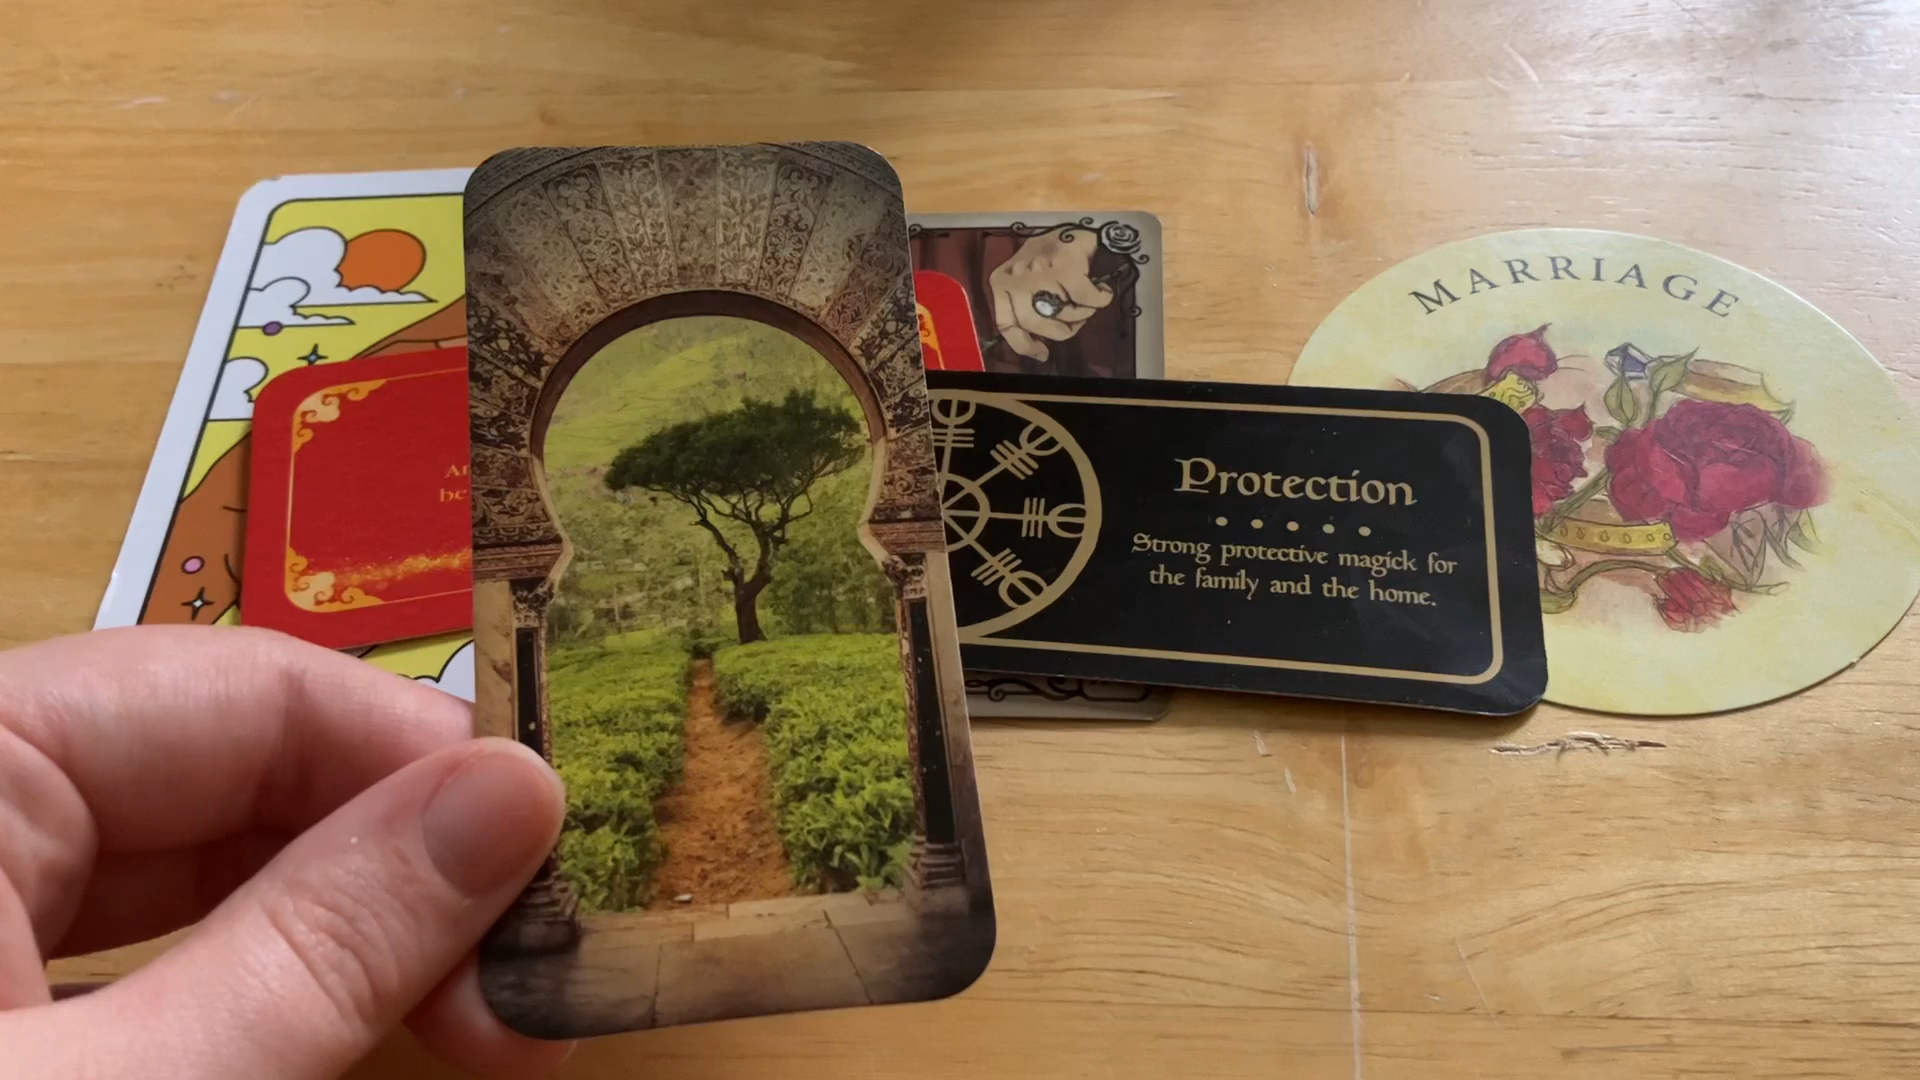 MARRIAGE
Protection
Strong protective magick for
the family and the home.